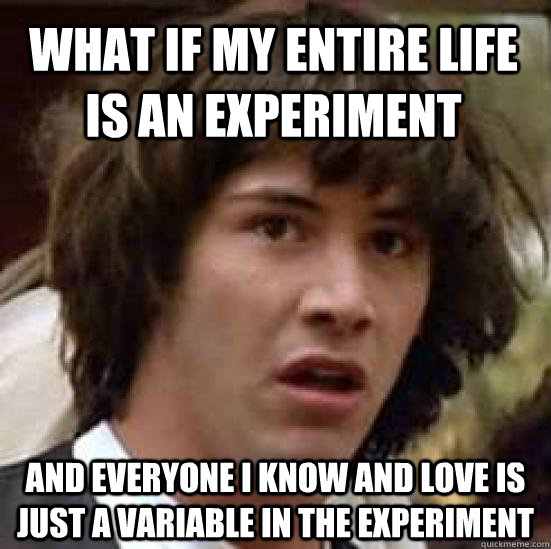 WHAT IF MY ENTIRE LIFE
IS AN EXPERIMENT
AND EVERYONE I KNOW AND LOVE IS
JUST A VARIABLE IN THE EXPERIMENT
quickmeme.com